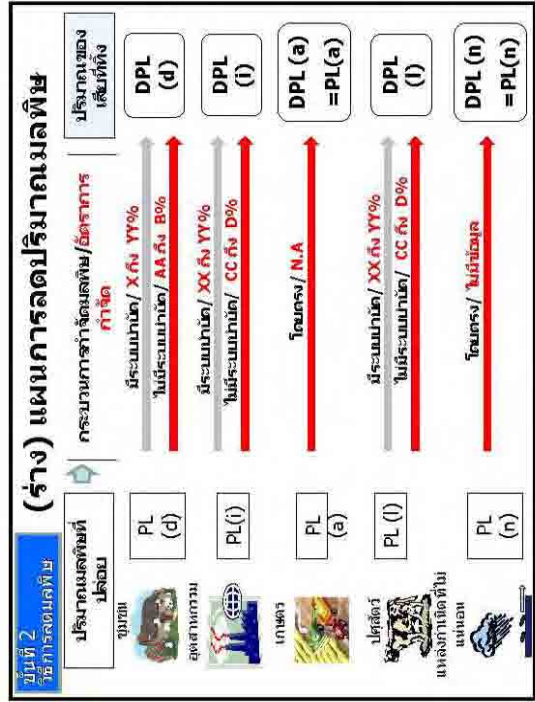 ขั้นที่ 2
วิธีการลดมลพิษ
(ร่าง) แผนการลดปริมาณมลพิษ
ปริมาณมลพิษที่
ปล่อย
กระบวนการกำจัดมลพิษ/อัตราการ
กำจัด
ปริมาณของ
เสียที่ทิ้ง
ชุมชน
PL
(d)
มีระบบบำบัด/ X ถึง YY%
ไม่มีระบบบำบัด/ AA ถึง B%
DPL
(d)
อุตสาหกรรม
PL(i)
มีระบบบำบัด/ XX ถึง YY%
ไม่มีระบบบำบัด/ CC ถึง D%
DPL
(i)
เกษตร
PL
(a)
โดยตรง/ N.A
DPL (a)
=PL(a)
ปศุสัตว์
PL (l)
มีระบบบำบัด/ XX ถึง YY%
ไม่มีระบบบำบัด/ CC ถึง D%
DPL
(l)
แหล่งกำเนิดที่ไม่
แน่นอน
PL
(n)
โดยตรง/ ไม่มีข้อมูล
DPL (n)
=PL(n)